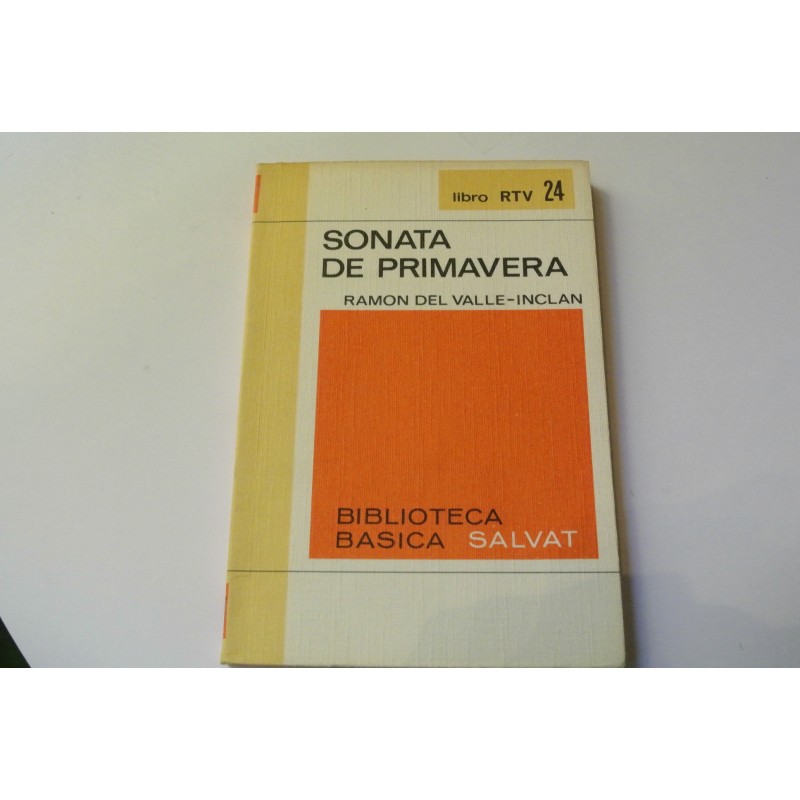 libro RTV 24
SONATA
DE PRIMAVERA
RAMON DEL VALLE-INCLAN
BIBLIOTECA
BASICA SALVAT